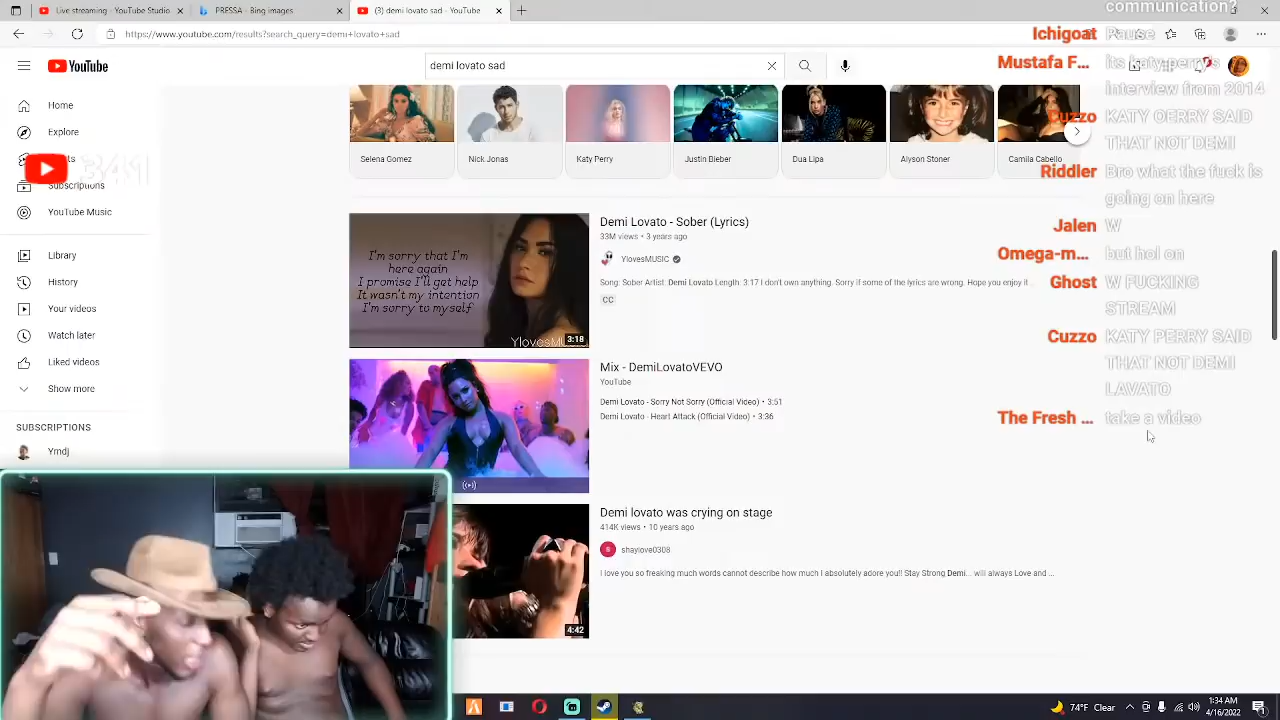 Live streaming - YouTube Studio
PRSSSA - Bing images
(3) demi lovato sad - YouTube
https://www.youtube.com/results?search_query=demi+lovato+sad
YouTube
demi lovato sad
Home
Explore
Subscriptions
YouTube Music
Library
History
Your videos
Watch later
Liked videos
Show more
SUBSCRIPTIONS
Ymdj
341
Selena Gomez
Nick Jonas
Katy Perry
Justin Bieber
Dua Lipa
Alyson Stoner
Camila Cabello
I'm sorry, that
I'm here again
I promise I'll get help
It wasn't my intention
I'm sorry to myself
YlovesMU
3:18
Demi Lovato - Sober (Lyrics)
33M views • 3 years ago
YlovesMUSIC
Song: Sober Artist: Demi Lovato Length: 3:17 I don't own anything. Sorry if some of the lyrics are wrong. Hope you enjoy it ...
CC
Mix - DemiLovatoVEVO
YouTube
Demi Lovato - Sorry Not Sorry (Official Video) • 3:51
Demi Lovato - Heart Attack (Official Video) • 3:36
Demi lovato was crying on stage
414K views • 10 years ago
S
shaylove0308
I love you so freaking much words cannot describe how much I absolutely adore you!! Stay Strong Demi... will always Love and ...
4:42
communication?
Ichigoat Pause
Mustafa F... its katy perry's
interview from 2014
Cuzzo KATY OERRY SAID
THAT NOT DEMI
Riddler Bro what the fuck is
going on here
Jalen W
Omega-m... but hol on
Ghost W FUCKING
STREAM
Cuzzo KATY PERRY SAID
THAT NOT DEMI
LAVATO
The Fresh ... take a video
74°F Clear
1:34 AM
4/16/2022